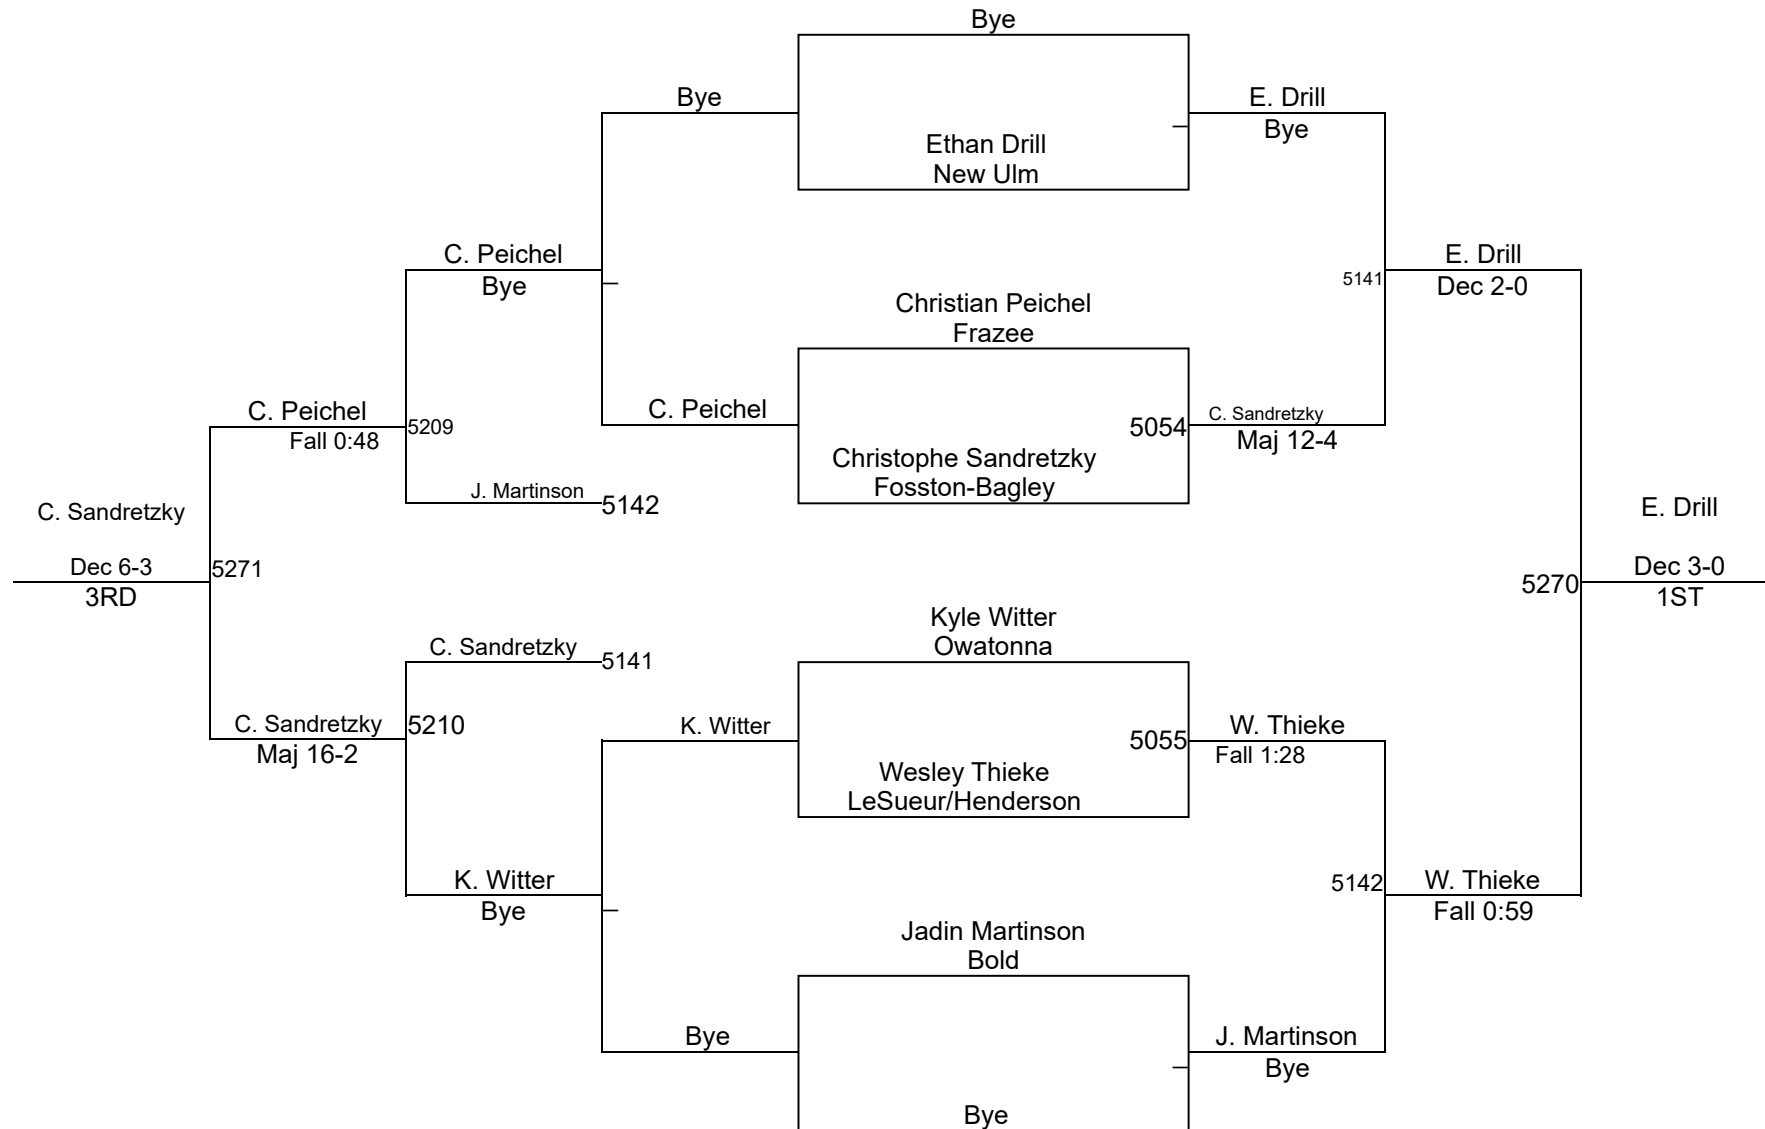 Bye
Bye
E. Drill
Bye
Ethan Drill
New Ulm
C. Peichel
Bye
E. Drill
5141
Dec 2-0
Christian Peichel
Frazee
C. Peichel
Fall 0:48
5209
C. Peichel
5054
C. Sandretzky
Maj 12-4
Christophe Sandretzky
Fosston-Bagley
J. Martinson
5142
C. Sandretzky
Dec 6-3
3RD
5271
E. Drill
5270
Dec 3-0
1ST
Kyle Witter
Owatonna
C. Sandretzky
5141
C. Sandretzky
5210
Maj 16-2
K. Witter
5055
W. Thieke
Fall 1:28
Wesley Thieke
LeSueur/Henderson
K. Witter
Bye
5142
W. Thieke
Fall 0:59
Jadin Martinson
Bold
Bye
J. Martinson
Bye
Bye